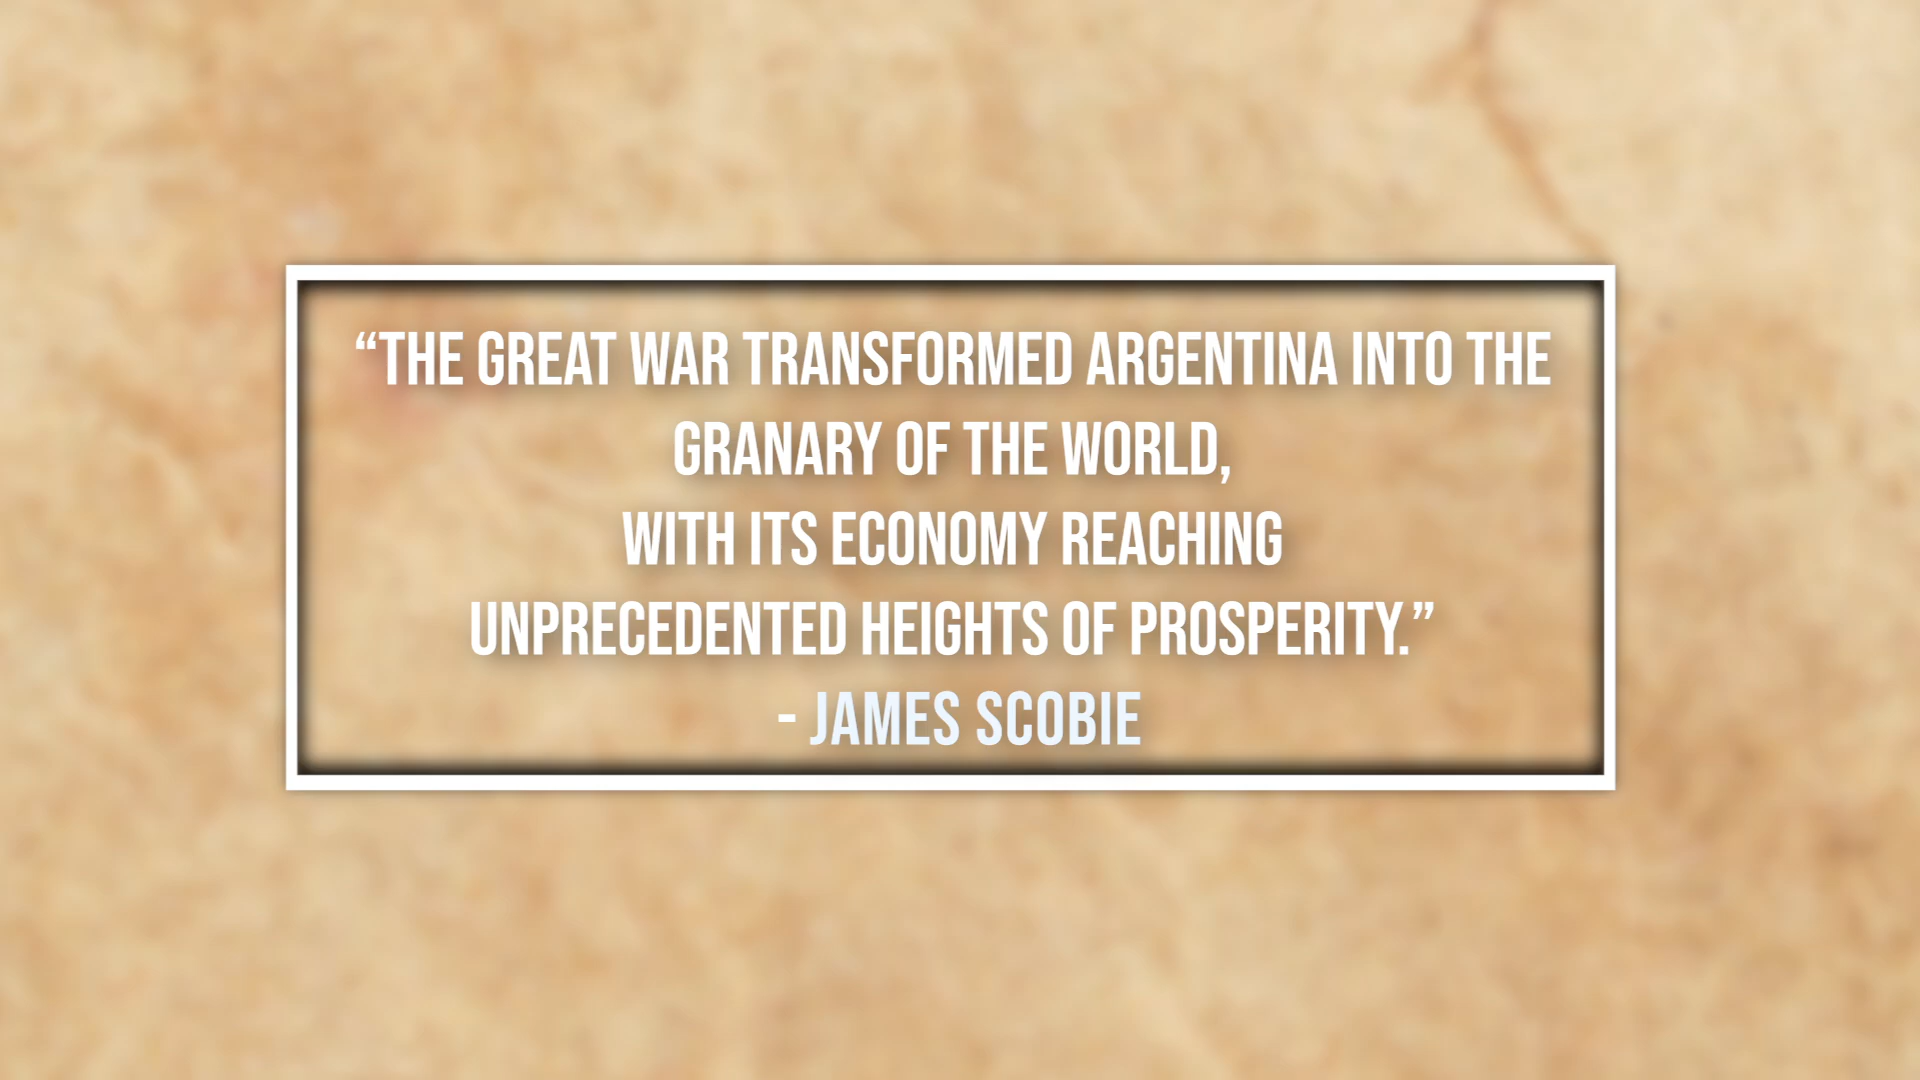 “THE GREAT WAR TRANSFORMED ARGENTINA INTO THE
GRANARY OF THE WORLD,
WITH ITS ECONOMY REACHING
UNPRECEDENTED HEIGHTS OF PROSPERITY.”
- JAMES SCOBIE